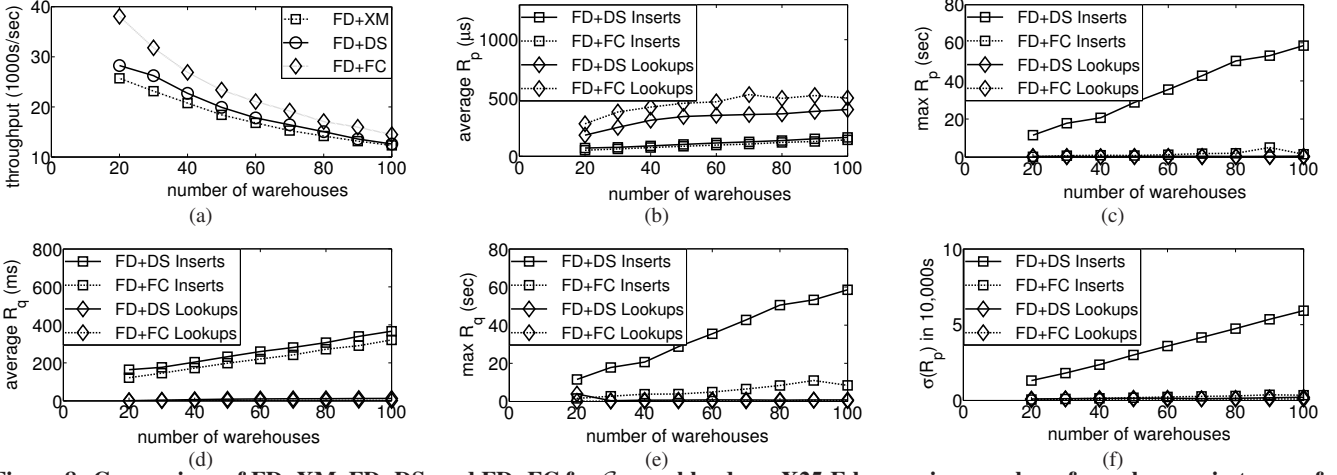 throughput (1000s/sec)
40
30
20
10
0 20 40 60 80 100
number of warehouses
FD+XM
FD+DS
FD+FC
(a)
average Rp (µs)
1000
500
0
0 20 40 60 80 100
number of warehouses
FD+DS Inserts
FD+FC Inserts
FD+DS Lookups
FD+FC Lookups
(b)
max Rp (sec)
80
60
40
20
0
0 20 40 60 80 100
number of warehouses
FD+DS Inserts
FD+FC Inserts
FD+DS Lookups
FD+FC Lookups
(c)
average Rq (ms)
800
600
400
200
0
0 20 40 60 80 100
number of warehouses
FD+DS Inserts
FD+FC Inserts
FD+DS Lookups
FD+FC Lookups
(d)
max Rq (sec)
80
60
40
20
0
0 20 40 60 80 100
number of warehouses
FD+DS Inserts
FD+FC Inserts
FD+DS Lookups
FD+FC Lookups
(e)
σ(Rp) in 10,000s
10
5
0
0 20 40 60 80 100
number of warehouses
FD+DS Inserts
FD+FC Inserts
FD+DS Lookups
FD+FC Lookups
(f)